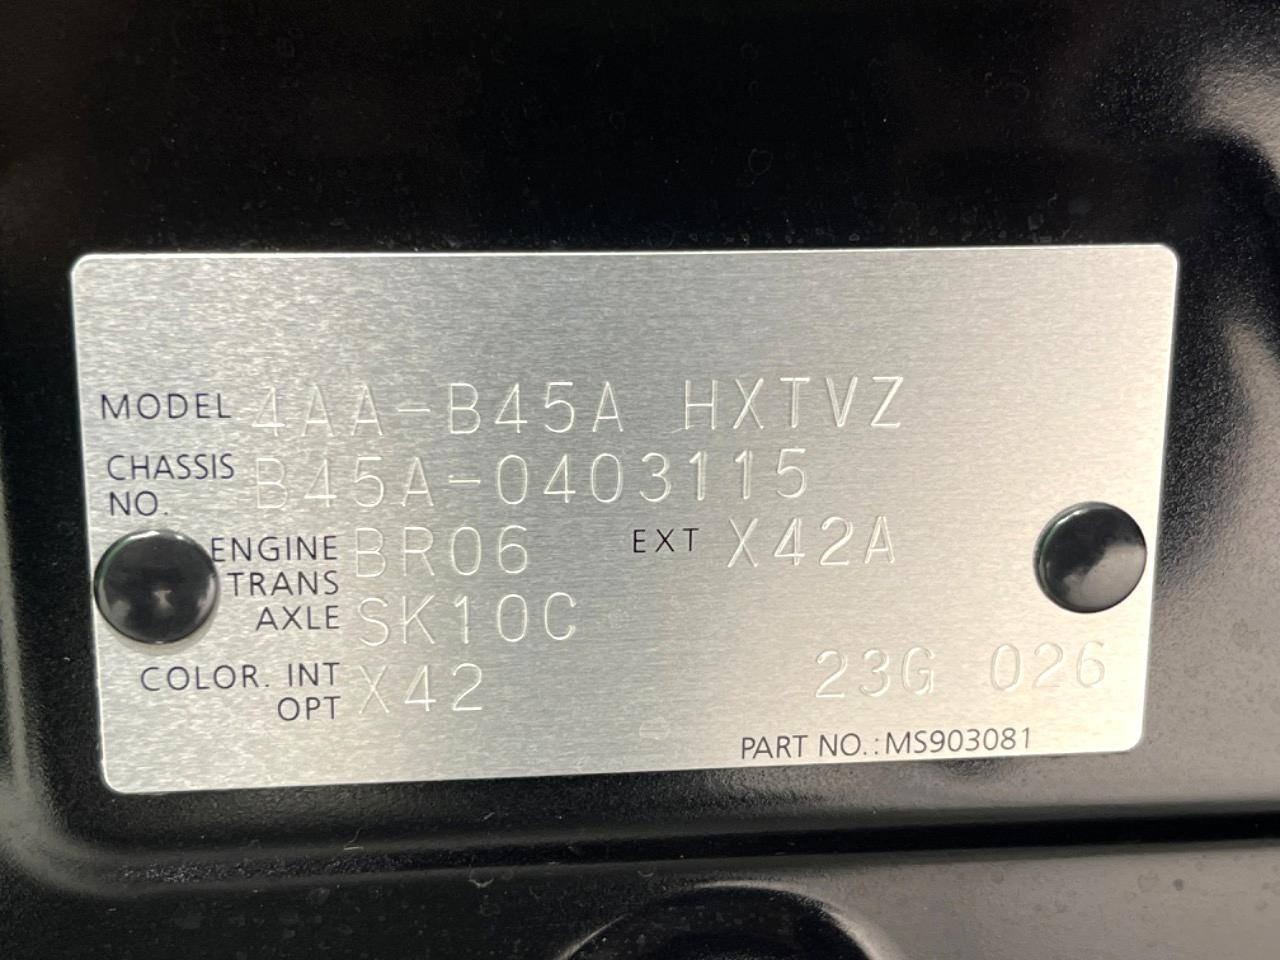 MODEL 4AA-B45A HXTVZ
CHASSIS NO. B45A-0403115
ENGINE BR06 EXT X42A
TRANS
AXLE SK10C
COLOR. INT X42 23G 026
OPT
PART NO.:MS903081